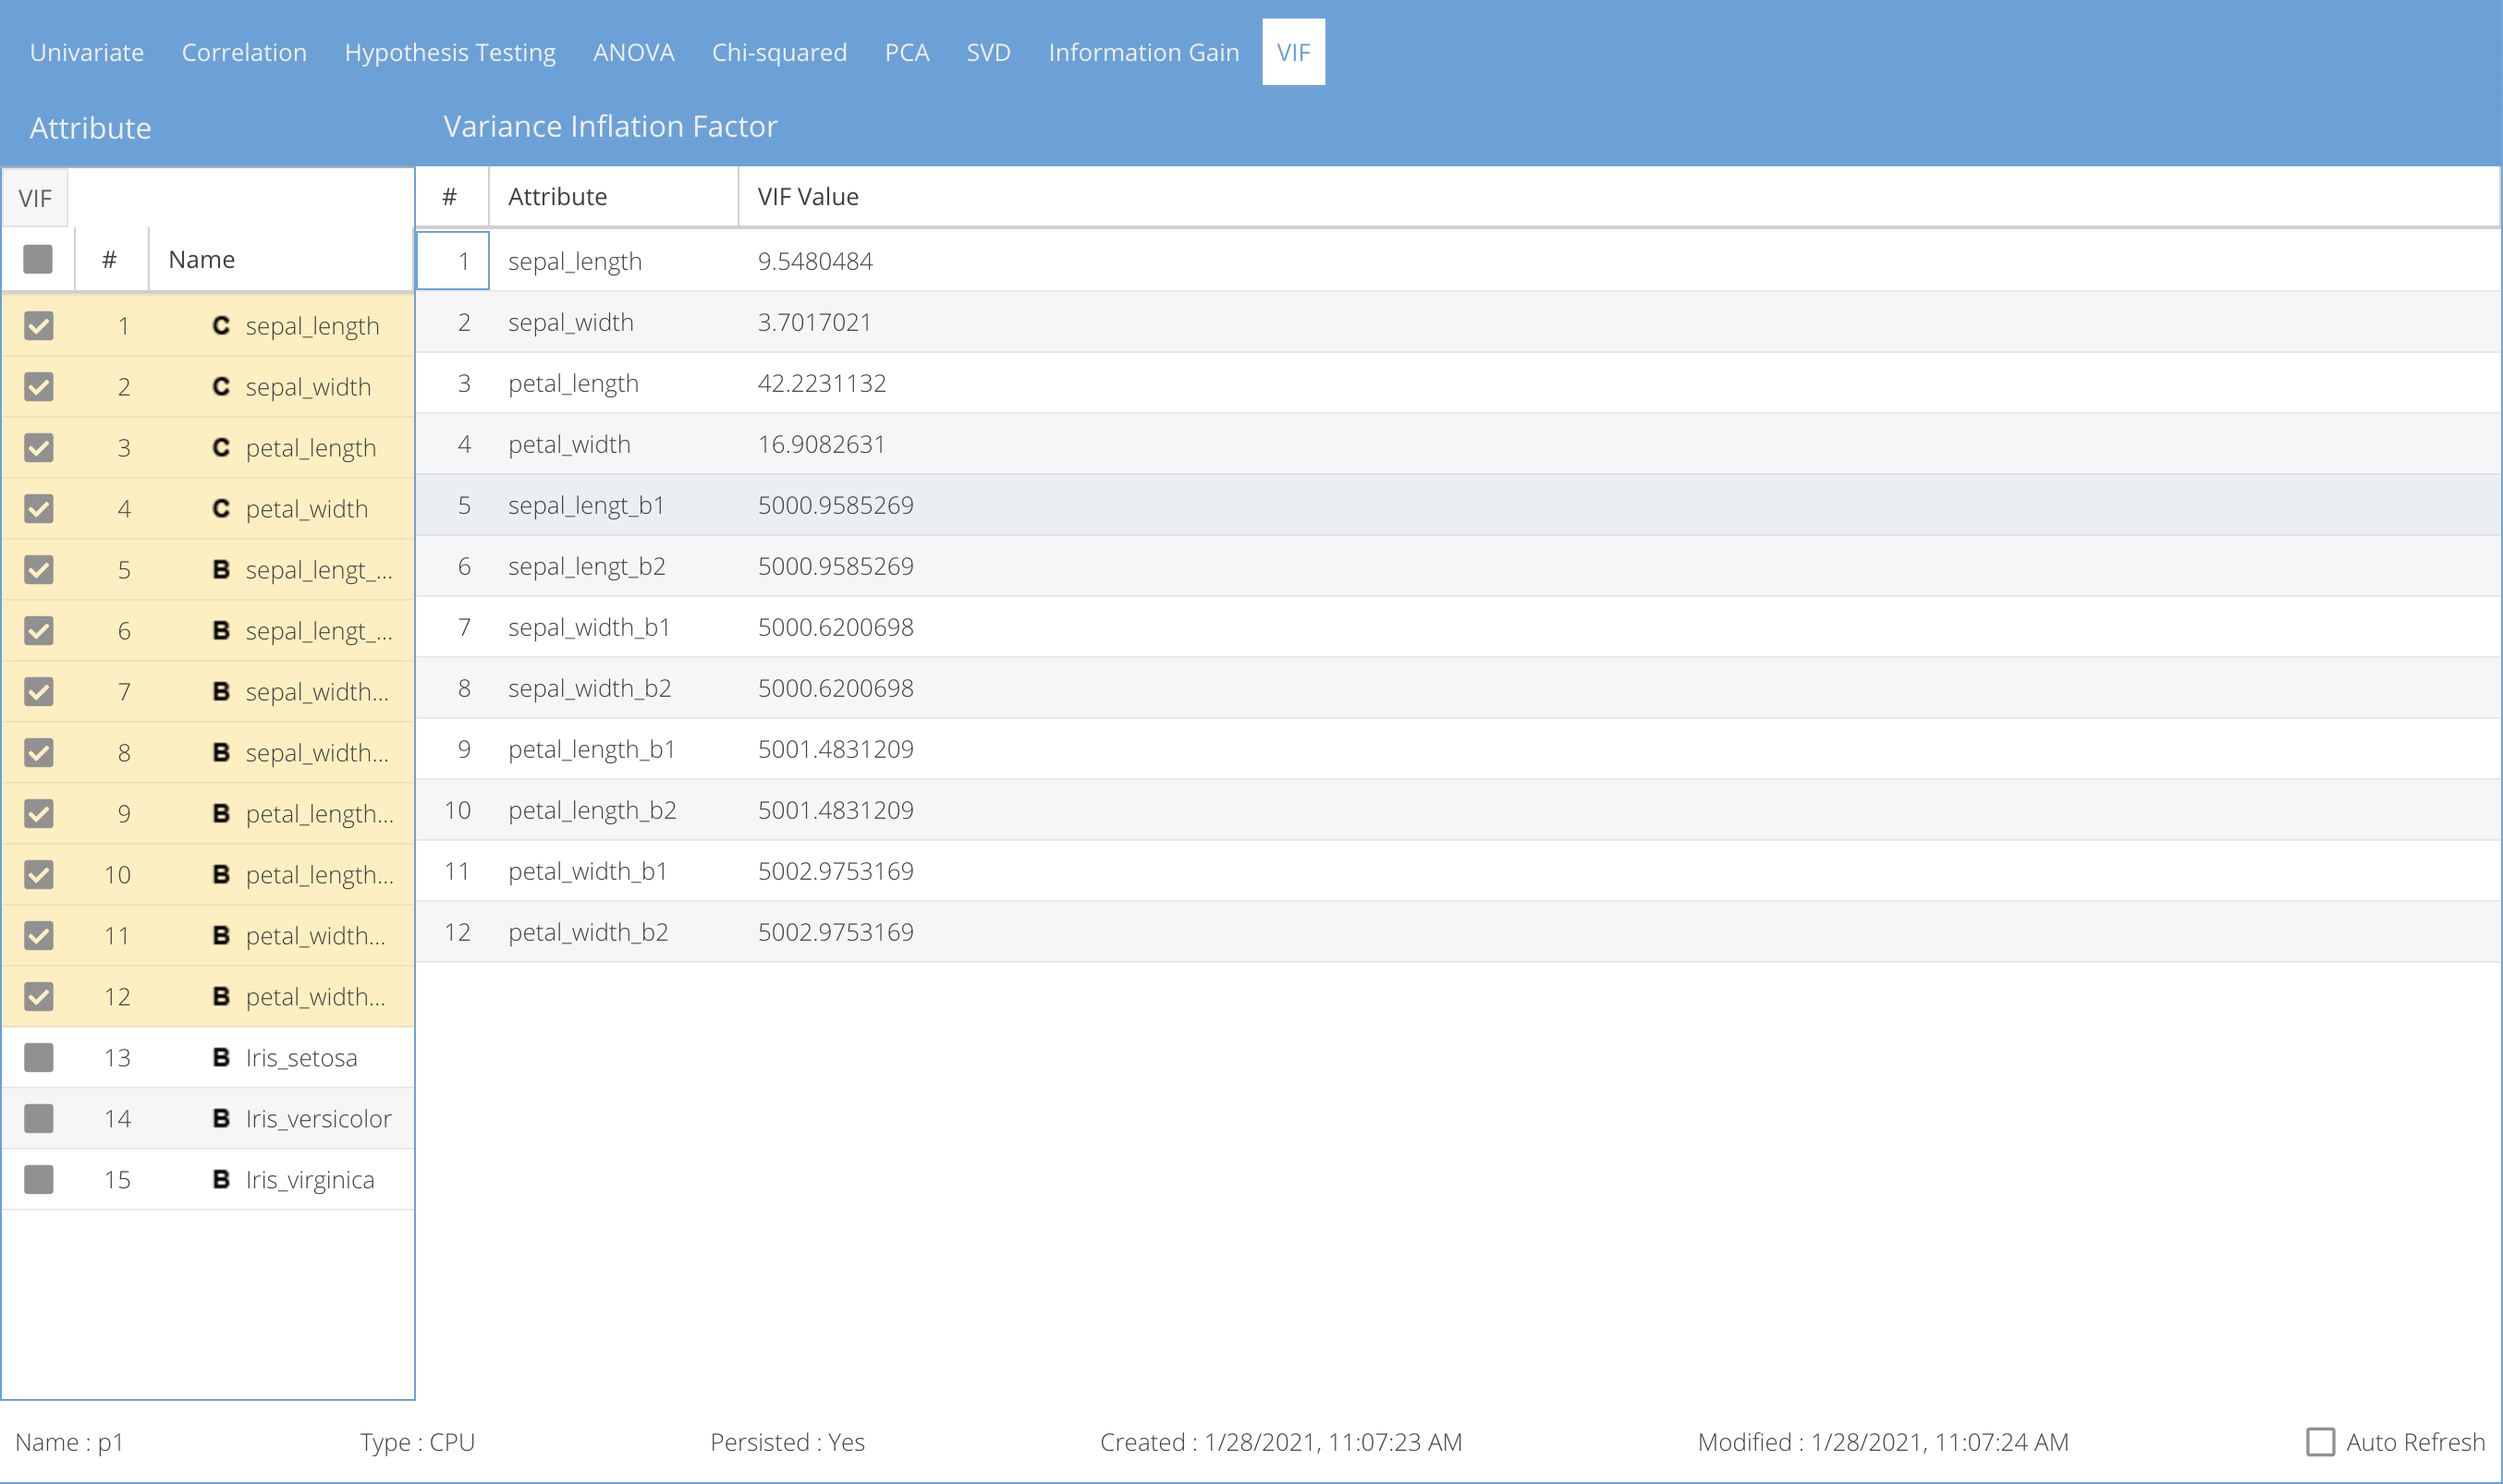 Univariate Correlation Hypothesis Testing ANOVA Chi-squared PCA SVD Information Gain VIF
Attribute
VIF
# Name
1 C sepal_length
2 C sepal_width
3 C petal_length
4 C petal_width
5 B sepal_lengt_...
6 B sepal_lengt_...
7 B sepal_width...
8 B sepal_width...
9 B petal_length...
10 B petal_length...
11 B petal_width...
12 B petal_width...
13 B Iris_setosa
14 B Iris_versicolor
15 B Iris_virginica
Variance Inflation Factor
# Attribute VIF Value
1 sepal_length 9.5480484
2 sepal_width 3.7017021
3 petal_length 42.2231132
4 petal_width 16.9082631
5 sepal_lengt_b1 5000.9585269
6 sepal_lengt_b2 5000.9585269
7 sepal_width_b1 5000.6200698
8 sepal_width_b2 5000.6200698
9 petal_length_b1 5001.4831209
10 petal_length_b2 5001.4831209
11 petal_width_b1 5002.9753169
12 petal_width_b2 5002.9753169
Name : p1 Type : CPU Persisted : Yes Created : 1/28/2021, 11:07:23 AM Modified : 1/28/2021, 11:07:24 AM Auto Refresh